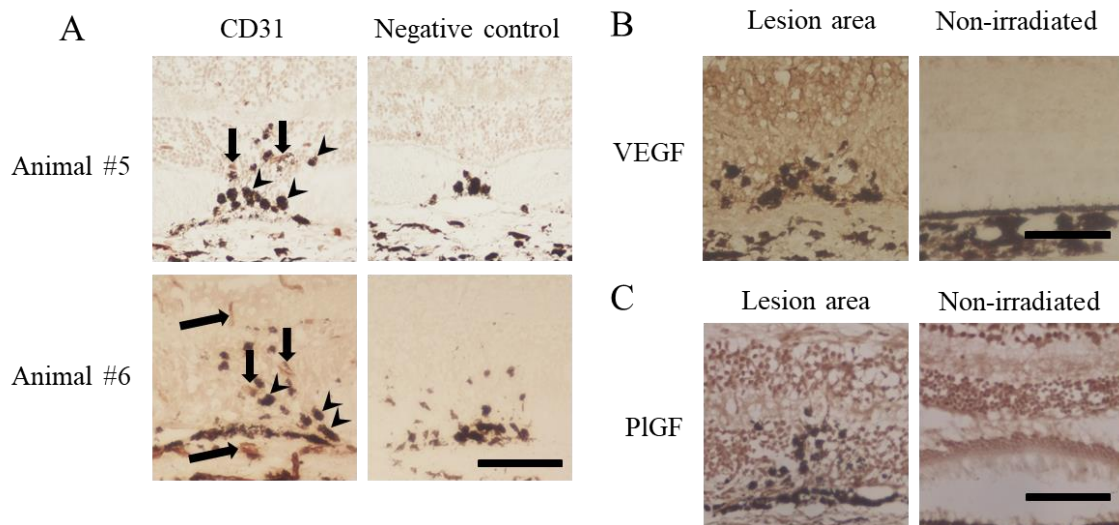 A
CD31
Negative control
Animal #5
Animal #6
B
Lesion area
Non-irradiated
VEGF
C
Lesion area
Non-irradiated
PlGF